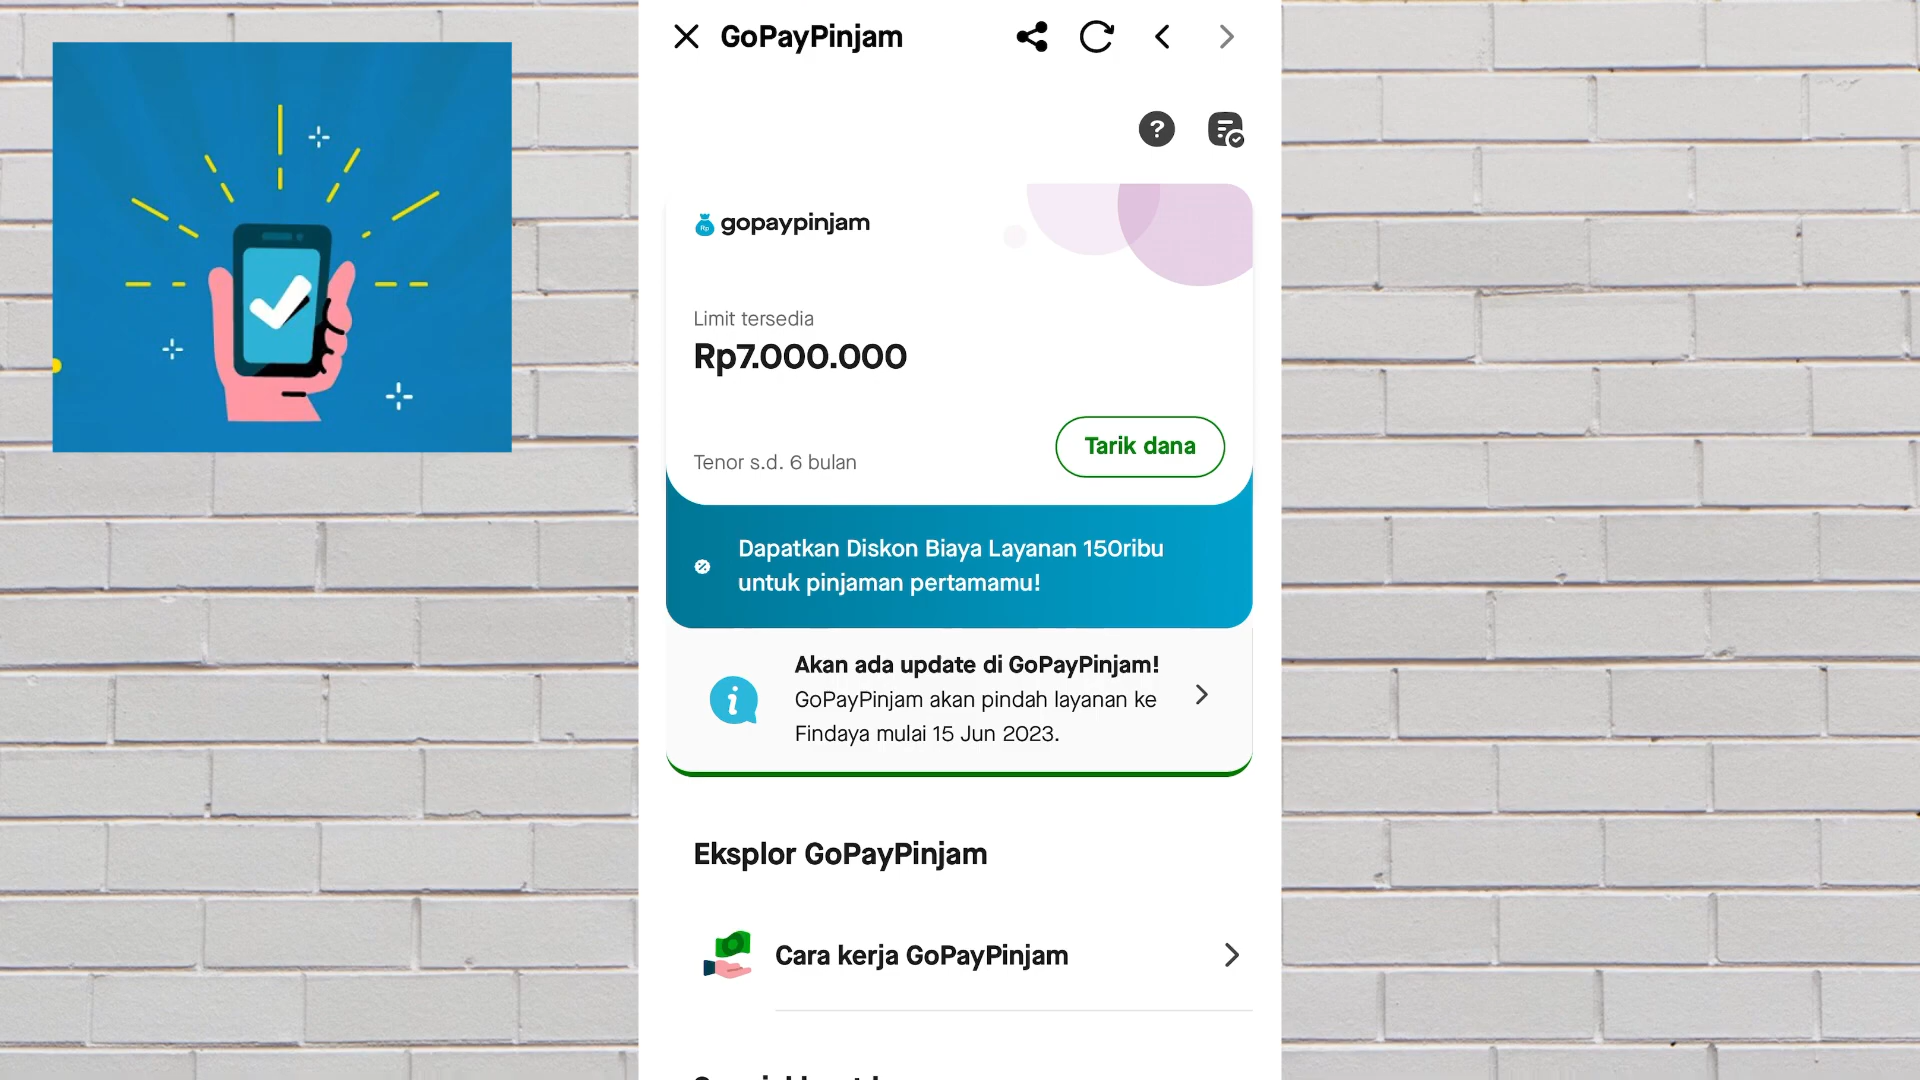 GoPayPinjam
gopaypinjam
Limit tersedia
Rp7.000.000
Tenor s.d. 6 bulan
Tarik dana
Dapatkan Diskon Biaya Layanan 150ribu
untuk pinjaman pertamamu!
Akan ada update di GoPayPinjam!
GoPayPinjam akan pindah layanan ke
Findaya mulai 15 Jun 2023.
Eksplor GoPayPinjam
Cara kerja GoPayPinjam